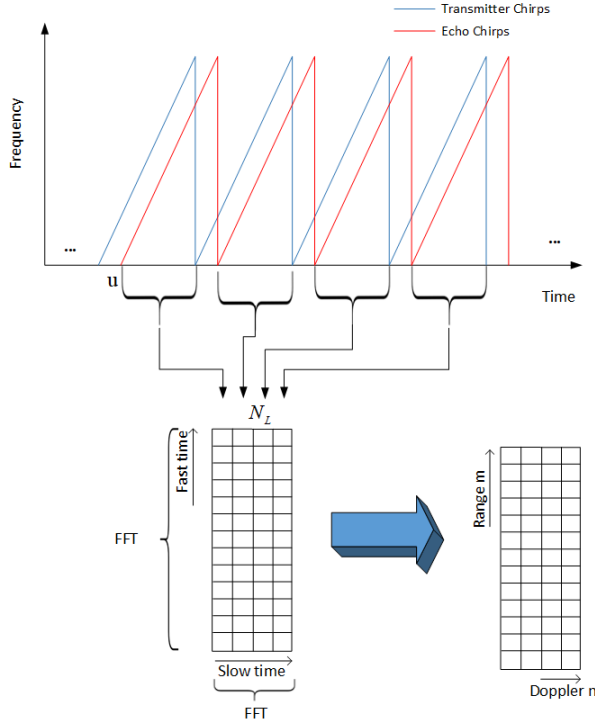 Transmitter Chirps
Echo Chirps
Frequency
...
...
u
Time
N_L
Fast time
FFT
Slow time
FFT
Range m
Doppler n